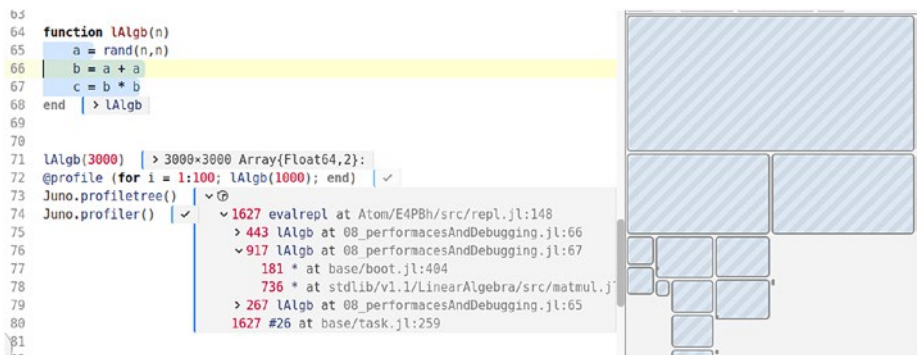 63
64 function lAlgb(n)
65 a = rand(n,n)
66 b = a + a
67 c = b * b
68 end > lAlgb
69
70
71 lAlgb(3000) > 3000×3000 Array{Float64,2}:
72 @profile (for i = 1:100; lAlgb(1000); end) ✓
73 Juno.profiletree()
74 Juno.profiler() ✓ 1627 evalrepl at Atom/E4PBh/src/repl.jl:148
75 > 443 lAlgb at 08_performacesAndDebugging.jl:66
76 917 lAlgb at 08_performacesAndDebugging.jl:67
77 181 * at base/boot.jl:404
78 736 * at stdlib/v1.1/LinearAlgebra/src/matmul.j
79 > 267 lAlgb at 08_performacesAndDebugging.jl:65
80 1627 #26 at base/task.jl:259
81